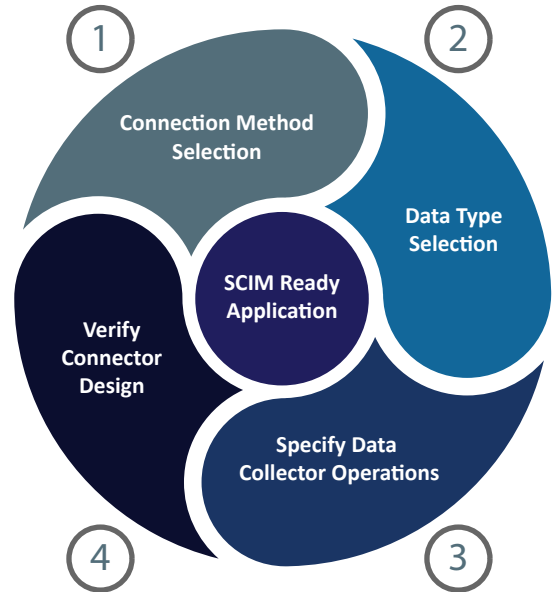 1
Connection Method
Selection
2
Data Type
Selection
SCIM Ready
Application
Specify Data
Collector Operations
3
Verify
Connector
Design
4